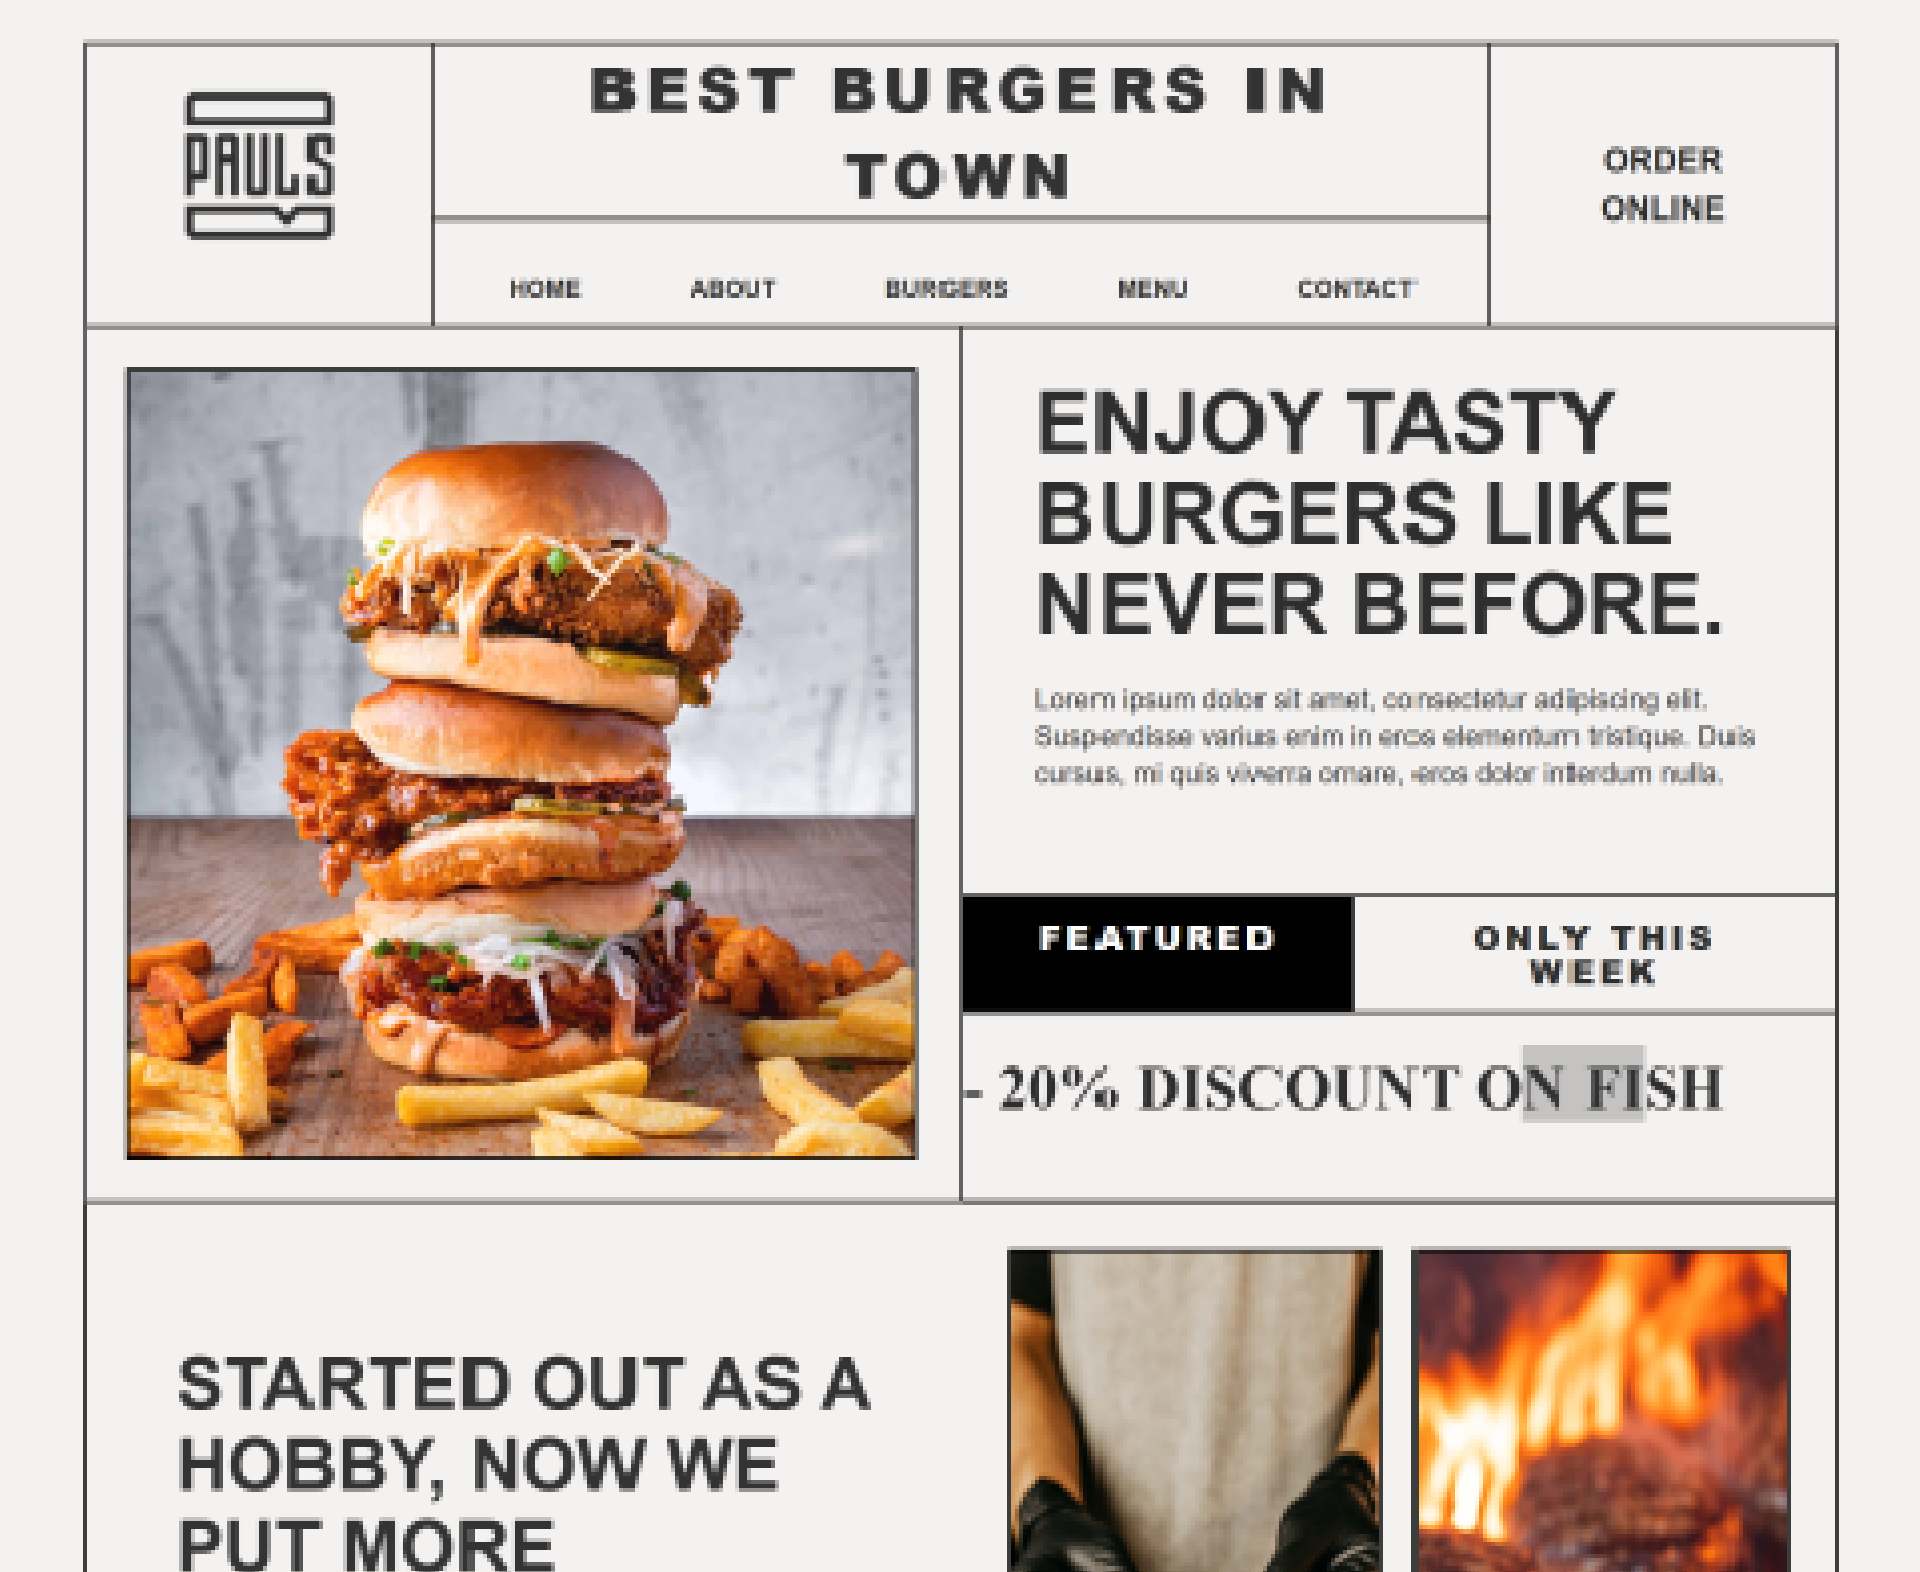 PAULS
BEST BURGERS IN
TOWN
ORDER
ONLINE
HOME ABOUT BURGERS MENU CONTACT
ENJOY TASTY
BURGERS LIKE
NEVER BEFORE.
Lorem ipsum dolor sit amet, consectetur adipiscing elit.
Suspendisse varius enim in eros elementum tristique. Duis
cursus, mi quis viverra ornare, eros dolor interdum nulla.
FEATURED
ONLY THIS
WEEK
- 20% DISCOUNT ON FISH
STARTED OUT AS A
HOBBY, NOW WE
PUT MORE